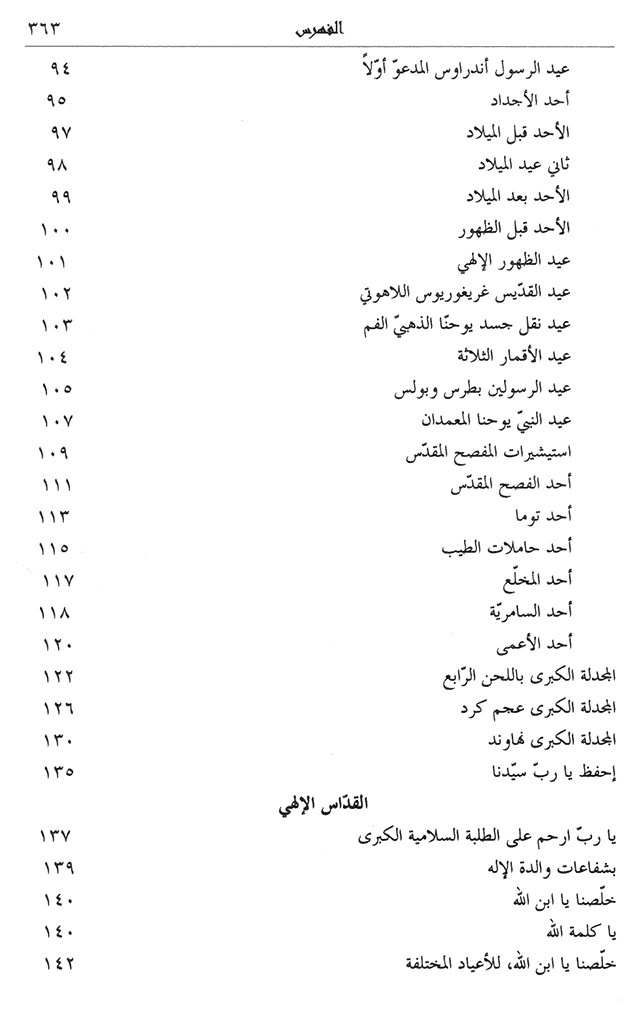 الفهرس ٣٦٣
عيد الرسول أندراوس المدعوّ أوّلاً ٩٤
أحد الأجداد ٩٥
الأحد قبل الميلاد ٩٧
ثاني عيد الميلاد ٩٨
الأحد بعد الميلاد ٩٩
الأحد قبل الظهور ١٠٠
عيد الظهور الإلهي ١٠١
عيد القدّيس غريغوريوس اللاهوتي ١٠٢
عيد نقل جسد يوحنّا الذهبيّ الفم ١٠٣
عيد الأقمار الثلاثة ١٠٤
عيد الرسولين بطرس وبولس ١٠٥
عيد النبيّ يوحنا المعمدان ١٠٧
استيشيرات المفصح المقدّس ١٠٩
أحد الفصح المقدّس ١١١
أحد توما ١١٣
أحد حاملات الطيب ١١٥
أحد المخلّع ١١٧
أحد السامريّة ١١٨
أحد الأعمى ١٢٠
المجدلة الكبرى باللحن الرّابع ١٢٢
المجدلة الكبرى عجم كرد ١٢٦
المجدلة الكبرى نهاوند ١٣٠
إحفظ يا ربّ سيّدنا ١٣٥
القدّاس الإلهي
يا ربّ ارحم على الطلبة السلامية الكبرى ١٣٧
بشفاعات والدة الإله ١٣٩
خلّصنا يا ابن الله ١٤٠
يا كلمة الله ١٤٠
خلّصنا يا ابن الله، للأعياد المختلفة ١٤٢